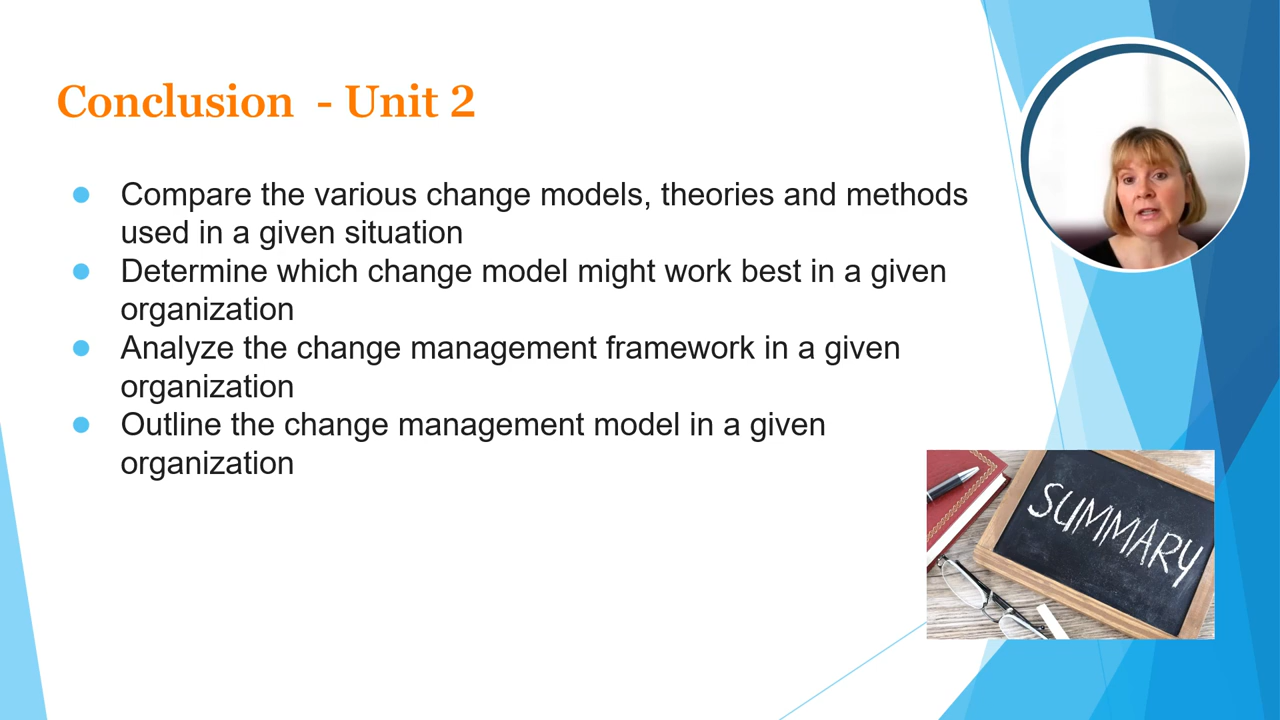 Conclusion - Unit 2
Compare the various change models, theories and methods
used in a given situation
Determine which change model might work best in a given
organization
Analyze the change management framework in a given
organization
Outline the change management model in a given
organization
SUMMARY